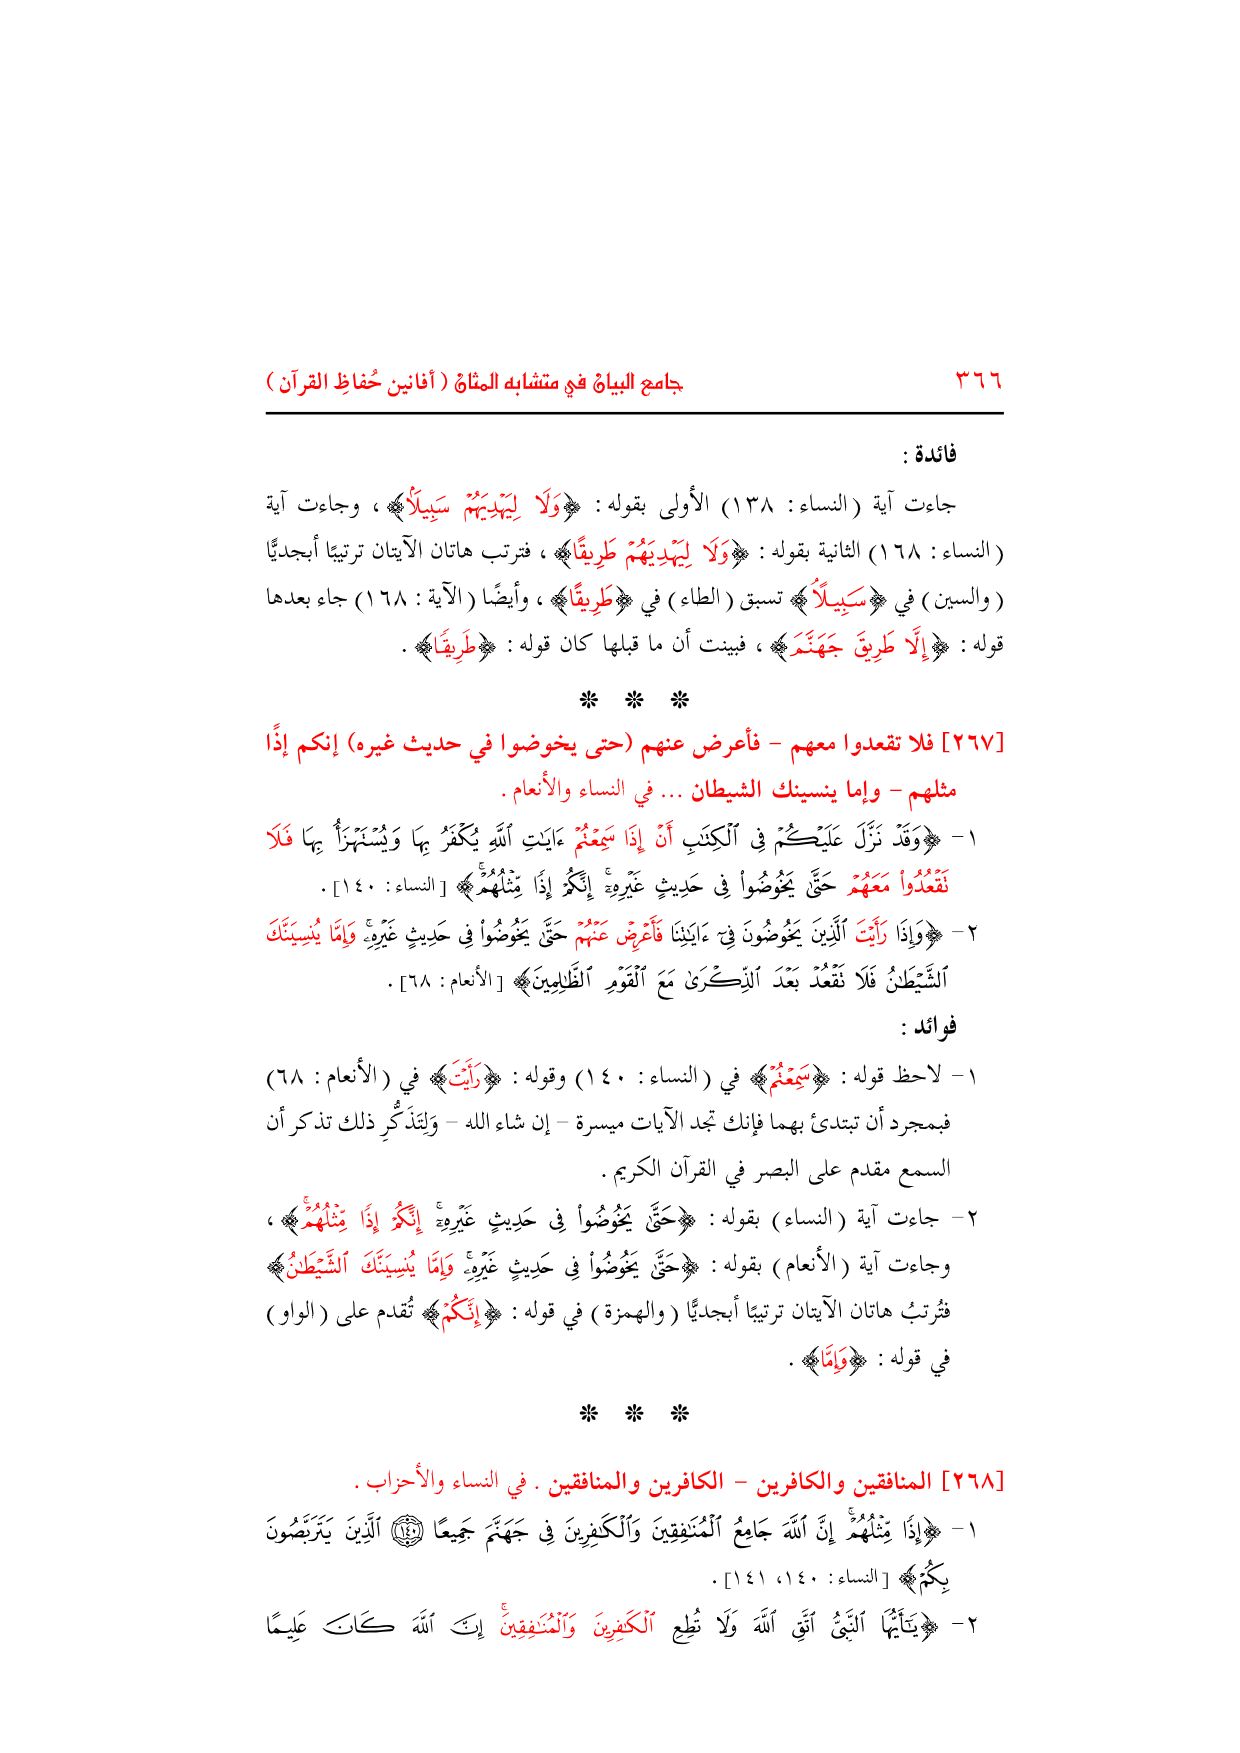 ٣٦٦ جامع البيان في متشابه المثان ( أفانين حُفاظِ القرآن )
فائدة :
جاءت آية ( النساء : ١٣٨) الأولى بقوله : ﴿وَلَا لِيَهْدِيَهُمْ سَبِيلًا﴾ ، وجاءت آية
( النساء : ١٦٨) الثانية بقوله : ﴿وَلَا لِيَهْدِيَهُمْ طَرِيقًا﴾ ، فترتب هاتان الآيتان ترتيبًا أبجديًّا
( والسين ) في ﴿سَبِيلًا﴾ تسبق ( الطاء ) في ﴿طَرِيقًا﴾ ، وأيضًا ( الآية : ١٦٨) جاء بعدها
قوله : ﴿إِلَّا طَرِيقَ جَهَنَّمَ﴾ ، فبينت أن ما قبلها كان قوله : ﴿طَرِيقًا﴾ .
❊ ❊ ❊
[٢٦٧] فلا تقعدوا معهم – فأعرض عنهم (حتى يخوضوا في حديث غيره) إنكم إذًا
مثلهم – وإما ينسينك الشيطان ... في النساء والأنعام .
١ – ﴿وَقَدْ نَزَّلَ عَلَيْكُمْ فِى ٱلْكِتَٰبِ أَنْ إِذَا سَمِعْتُمْ ءَايَٰتِ ٱللَّهِ يُكْفَرُ بِهَا وَيُسْتَهْزَأُ بِهَا فَلَا
تَقْعُدُوا۟ مَعَهُمْ حَتَّىٰ يَخُوضُوا۟ فِى حَدِيثٍ غَيْرِهِۦٓ ۚ إِنَّكُمْ إِذًا مِّثْلُهُمْ ۗ﴾ [ النساء : ١٤٠] .
٢ – ﴿وَإِذَا رَأَيْتَ ٱلَّذِينَ يَخُوضُونَ فِىٓ ءَايَٰتِنَا فَأَعْرِضْ عَنْهُمْ حَتَّىٰ يَخُوضُوا۟ فِى حَدِيثٍ غَيْرِهِۦ ۚ وَإِمَّا يُنسِيَنَّكَ
ٱلشَّيْطَٰنُ فَلَا تَقْعُدْ بَعْدَ ٱلذِّكْرَىٰ مَعَ ٱلْقَوْمِ ٱلظَّٰلِمِينَ﴾ [ الأنعام : ٦٨] .
فوائد :
١ – لاحظ قوله : ﴿سَمِعْتُمْ﴾ في ( النساء : ١٤٠) وقوله : ﴿رَأَيْتَ﴾ في ( الأنعام : ٦٨)
فبمجرد أن تبتدئ بهما فإنك تجد الآيات ميسرة – إن شاء الله – وَلِتَذَكُّرِ ذلك تذكر أن
السمع مقدم على البصر في القرآن الكريم .
٢ – جاءت آية ( النساء ) بقوله : ﴿حَتَّىٰ يَخُوضُوا۟ فِى حَدِيثٍ غَيْرِهِۦٓ ۚ إِنَّكُمْ إِذًا مِّثْلُهُمْ ۗ﴾ ،
وجاءت آية ( الأنعام ) بقوله : ﴿حَتَّىٰ يَخُوضُوا۟ فِى حَدِيثٍ غَيْرِهِۦ ۚ وَإِمَّا يُنسِيَنَّكَ ٱلشَّيْطَٰنُ﴾
فتُرتبُ هاتان الآيتان ترتيبًا أبجديًّا ( والهمزة ) في قوله : ﴿إِنَّكُمْ﴾ تُقدم على ( الواو )
في قوله : ﴿وَإِمَّا﴾ .
❊ ❊ ❊
[٢٦٨] المنافقين والكافرين – الكافرين والمنافقين . في النساء والأحزاب .
١ – ﴿إِذًا مِّثْلُهُمْ ۗ إِنَّ ٱللَّهَ جَامِعُ ٱلْمُنَٰفِقِينَ وَٱلْكَٰفِرِينَ فِى جَهَنَّمَ جَمِيعًا ۝١٤٠ ٱلَّذِينَ يَتَرَبَّصُونَ
بِكُمْ﴾ [ النساء : ١٤٠، ١٤١] .
٢ – ﴿يَٰٓأَيُّهَا ٱلنَّبِىُّ ٱتَّقِ ٱللَّهَ وَلَا تُطِعِ ٱلْكَٰفِرِينَ وَٱلْمُنَٰفِقِينَ ۗ إِنَّ ٱللَّهَ كَانَ عَلِيمًا